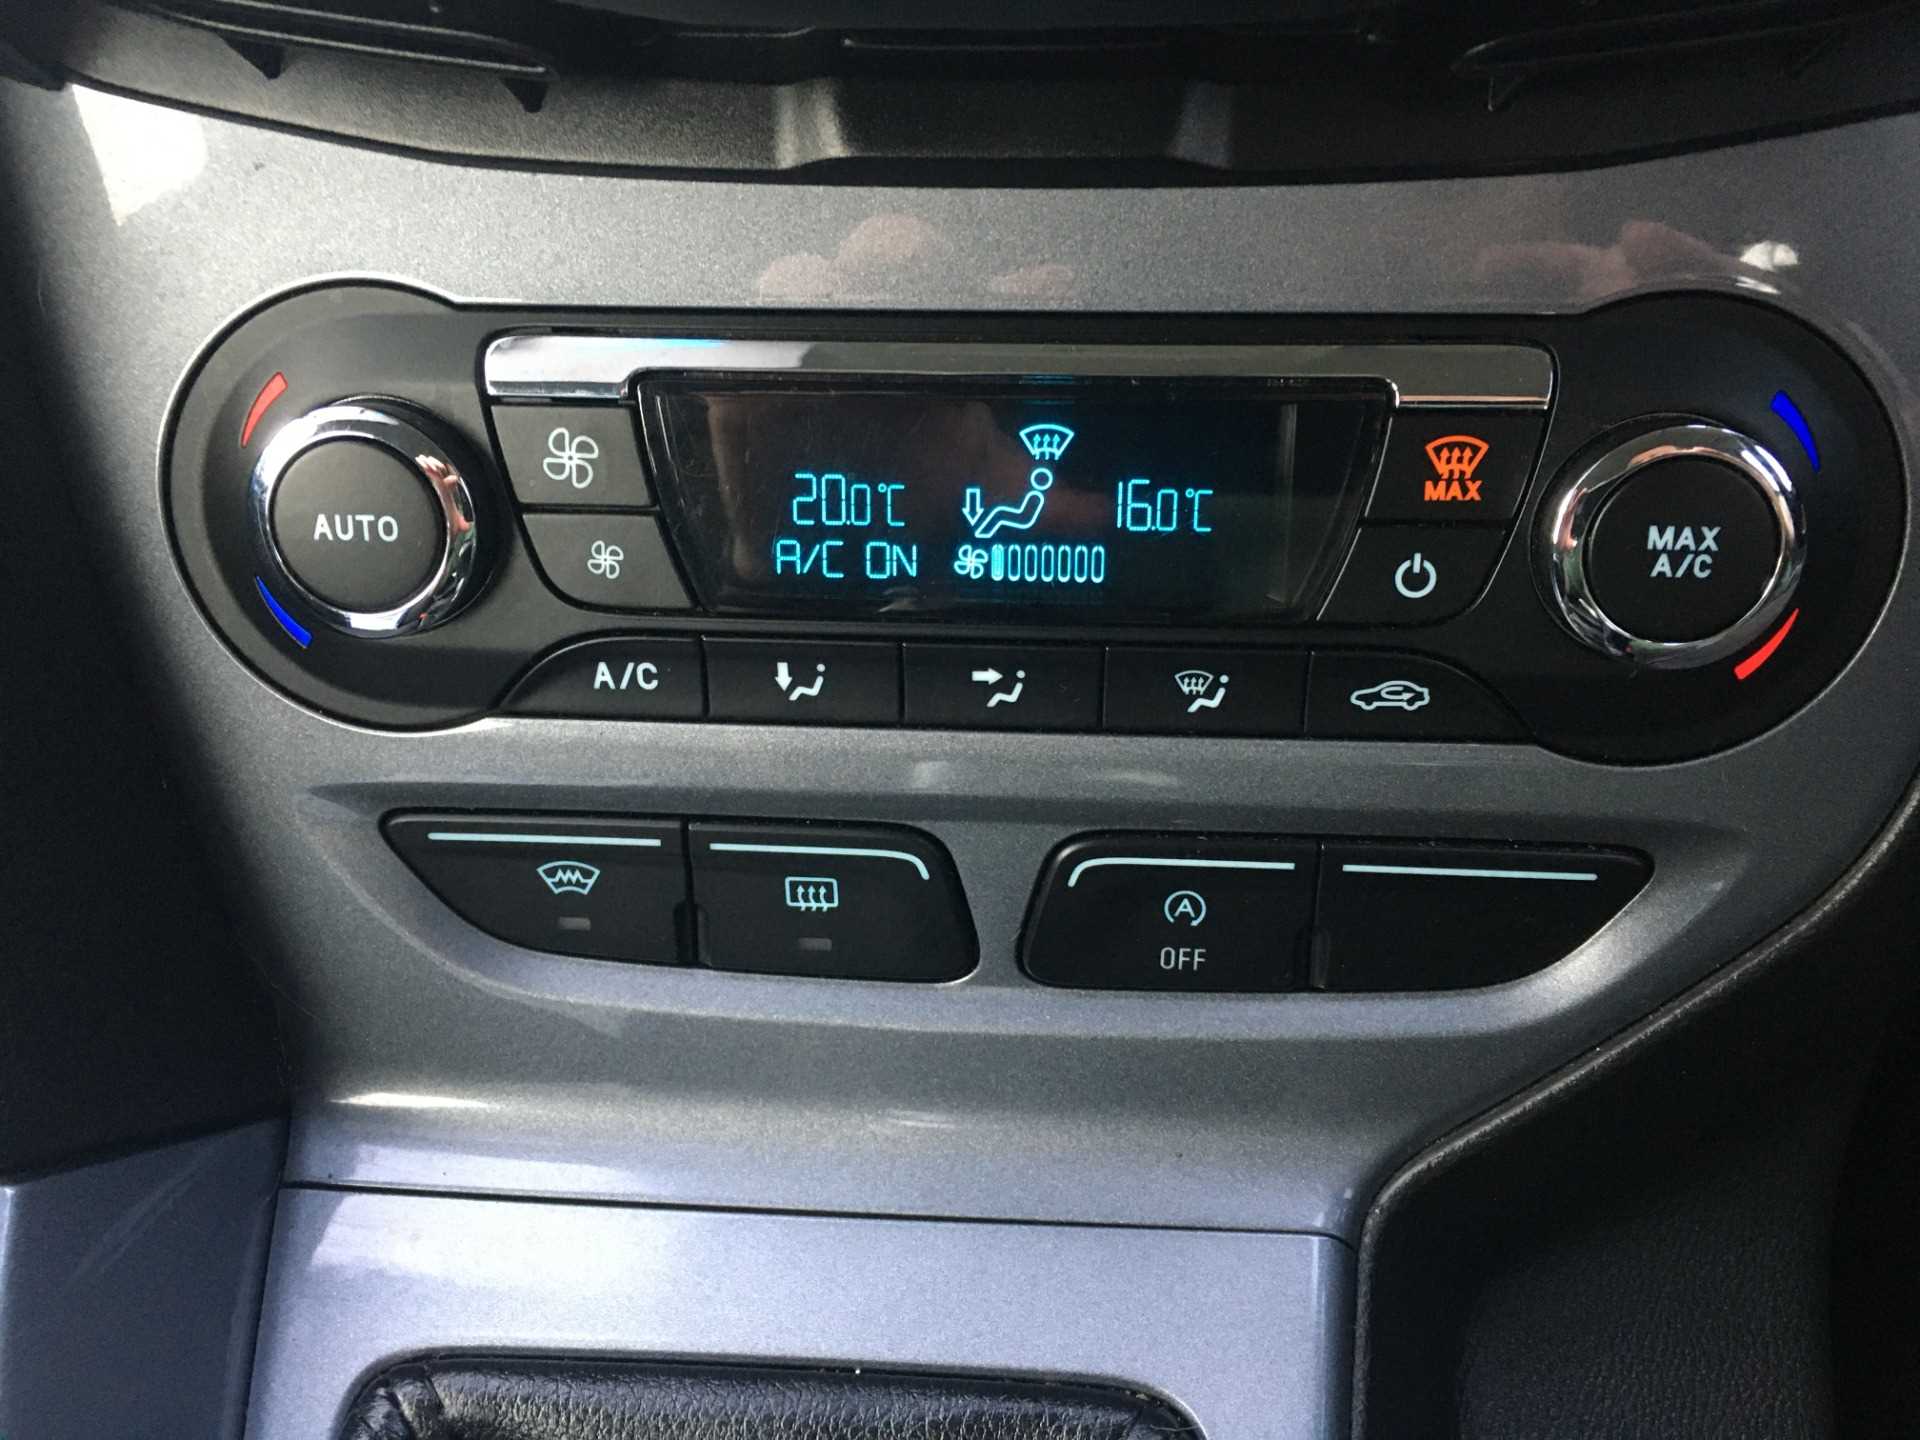 AUTO
20.0°C
16.0°C
A/C ON
MAX
MAX
A/C
A/C
A
OFF